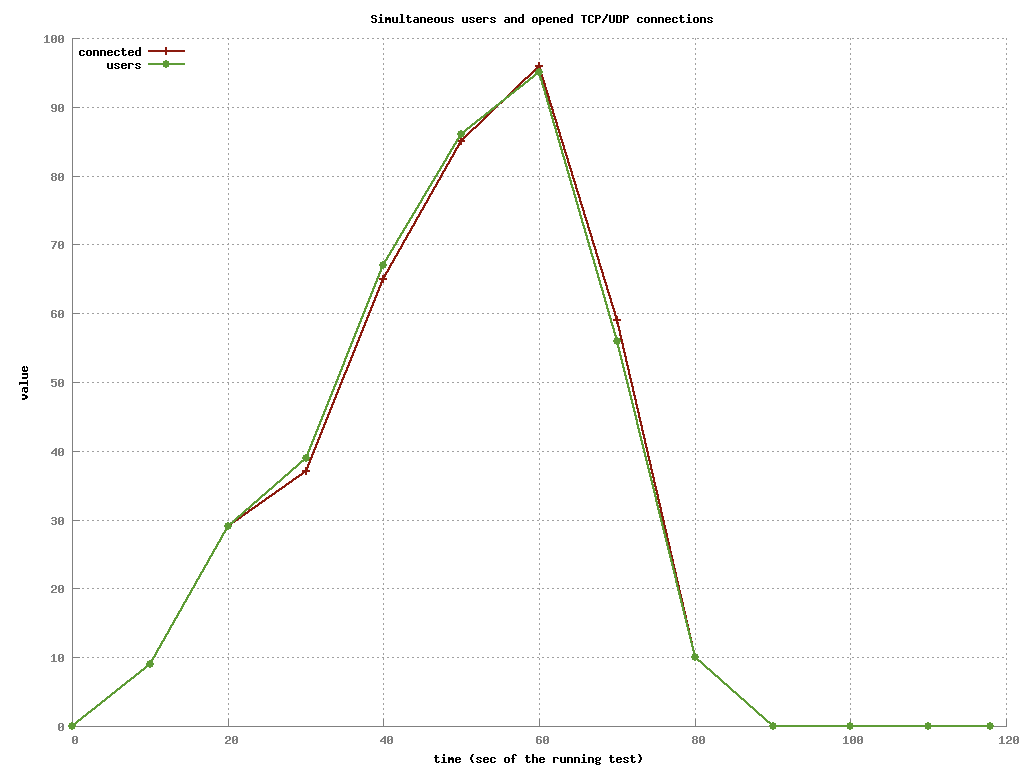 Simultaneous users and opened TCP/UDP connections
100
connected
users
90
80
70
60
50
value
40
30
20
10
0
0 20 40 60 80 100 120
time (sec of the running test)